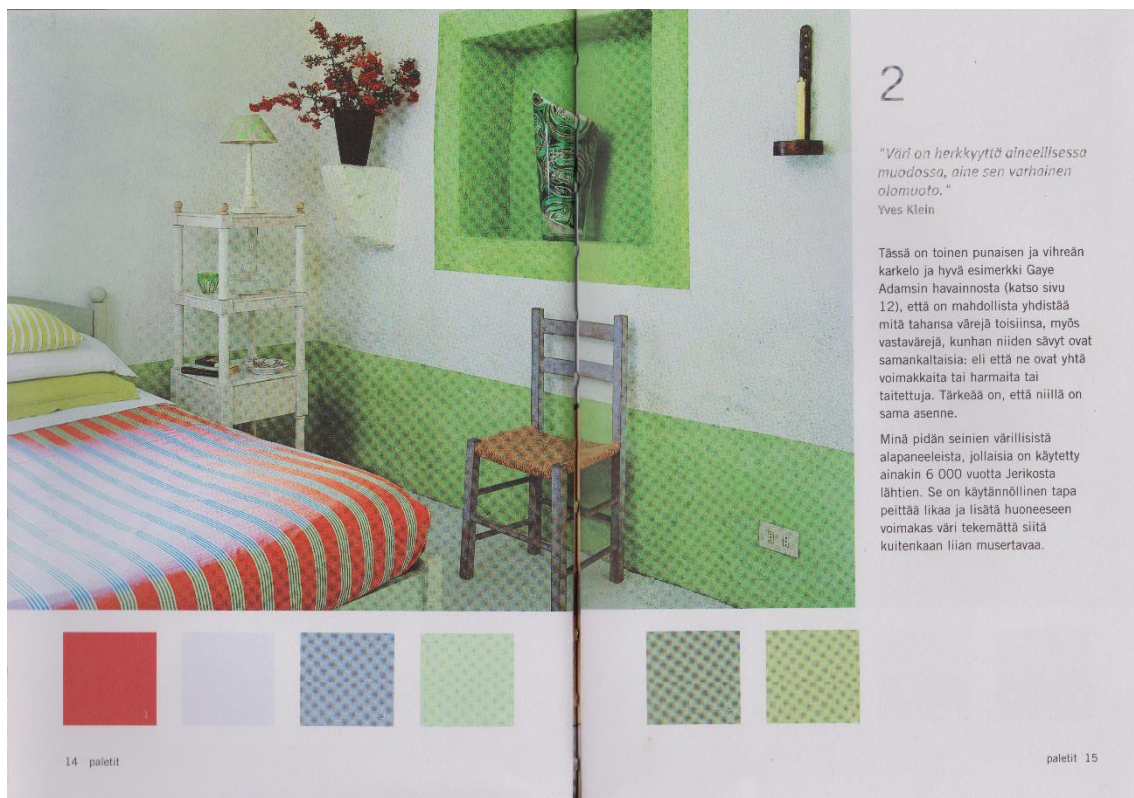 2
"Väri on herkkyyttä aineellisessa
muodossa, aine sen varhainen
olomuoto."
Yves Klein
Tässä on toinen punaisen ja vihreän
karkelo ja hyvä esimerkki Gaye
Adamsin havainnosta (katso sivu
12), että on mahdollista yhdistää
mitä tahansa värejä toisiinsa, myös
vastavärejä, kunhan niiden sävyt ovat
samankaltaisia: eli että ne ovat yhtä
voimakkaita tai harmaita tai
taitettuja. Tärkeää on, että niillä on
sama asenne.
Minä pidän seinien värillisistä
alapaneeleista, jollaisia on käytetty
ainakin 6 000 vuotta Jerikosta
lähtien. Se on käytännöllinen tapa
peittää likaa ja lisätä huoneeseen
voimakas väri tekemättä siitä
kuitenkaan liian musertavaa.
1
14 paletit
paletit 15